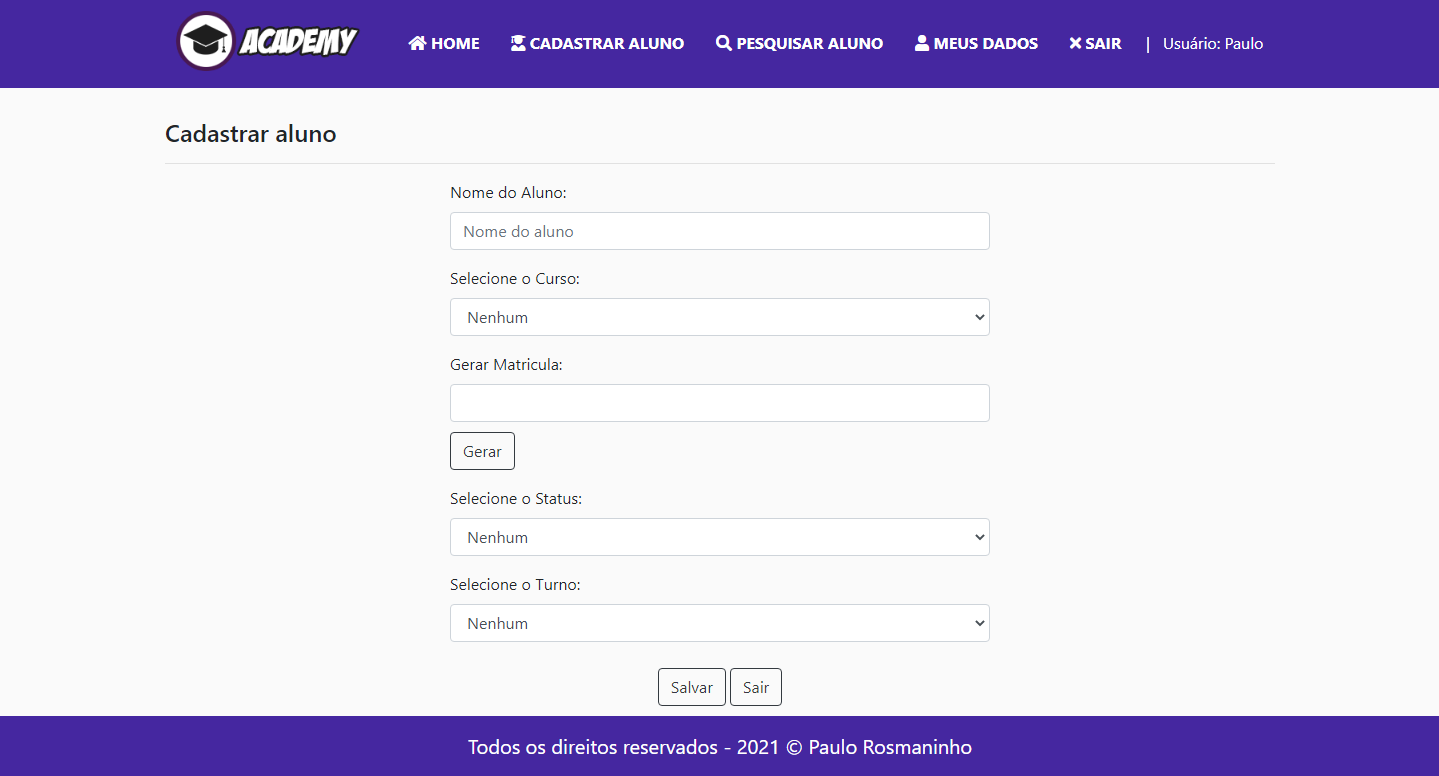 ACADEMY HOME CADASTRAR ALUNO PESQUISAR ALUNO MEUS DADOS SAIR | Usuário: Paulo
Cadastrar aluno
Nome do Aluno:
Nome do aluno
Selecione o Curso:
Nenhum
Gerar Matricula:
Gerar
Selecione o Status:
Nenhum
Selecione o Turno:
Nenhum
Salvar Sair
Todos os direitos reservados - 2021 © Paulo Rosmaninho